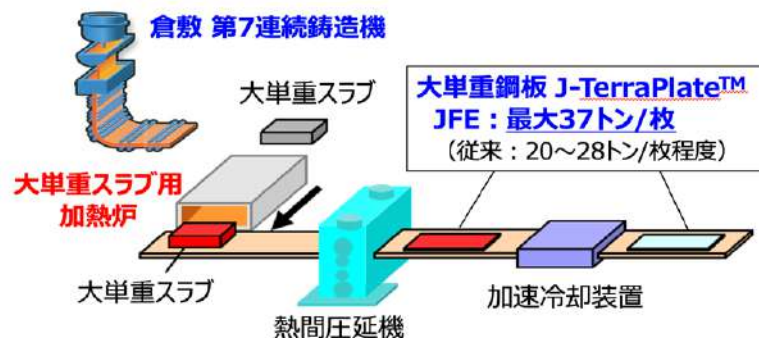 倉敷 第7連続鋳造機
大単重スラブ
大単重鋼板 J-TerraPlate™
JFE：最大37トン/枚
（従来：20～28トン/枚程度）
大単重スラブ用
加熱炉
大単重スラブ
熱間圧延機
加速冷却装置